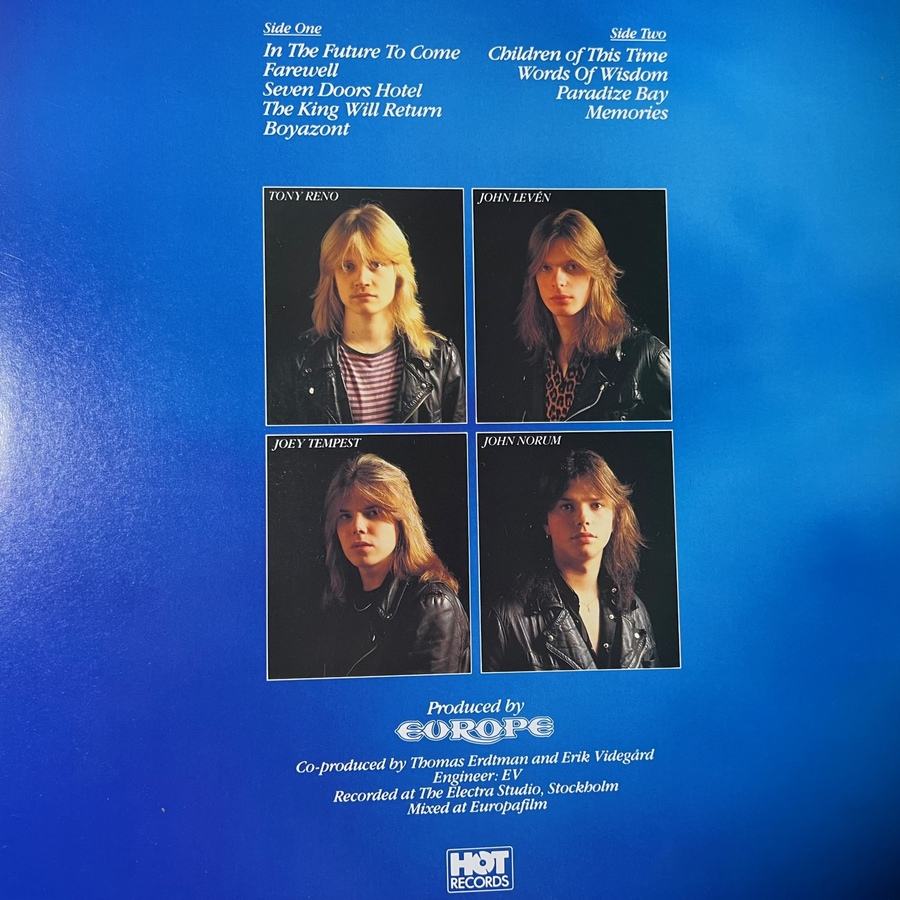 Side One
In The Future To Come
Farewell
Seven Doors Hotel
The King Will Return
Boyazont
Side Two
Children of This Time
Words Of Wisdom
Paradize Bay
Memories
TONY RENO
JOHN LEVÉN
JOEY TEMPEST
JOHN NORUM
Produced by
EUROPE
Co-produced by Thomas Erdtman and Erik Videgård
Engineer: EV
Recorded at The Electra Studio, Stockholm
Mixed at Europafilm
HOT
RECORDS